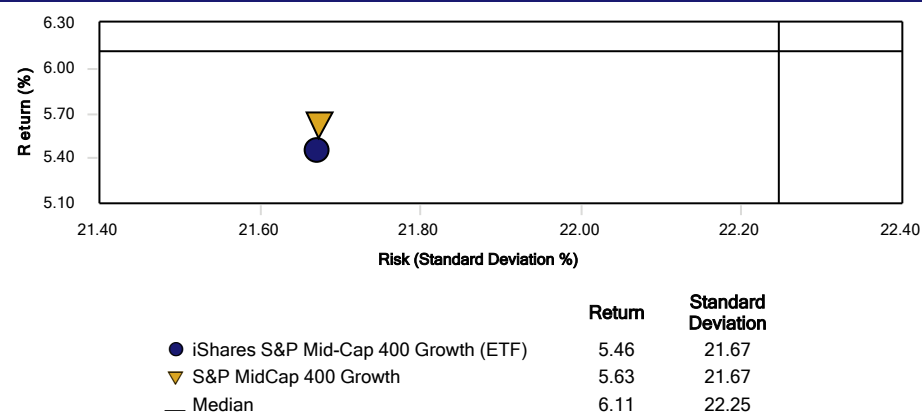 6.30
6.00
5.70
5.40
5.10
Return (%)
21.40 21.60 21.80 22.00 22.20 22.40
Risk (Standard Deviation %)
Return Standard Deviation
iShares S&P Mid-Cap 400 Growth (ETF) 5.46 21.67
S&P MidCap 400 Growth 5.63 21.67
Median 6.11 22.25